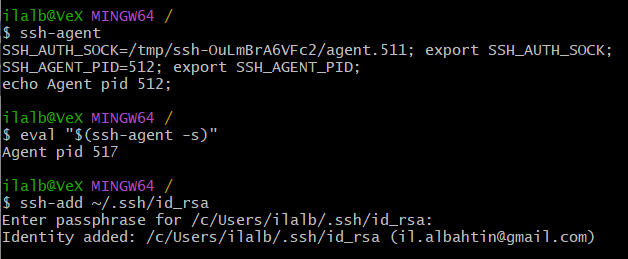 ilalb@VeX MINGW64 /
$ ssh-agent
SSH_AUTH_SOCK=/tmp/ssh-OuLmBrA6VFc2/agent.511; export SSH_AUTH_SOCK;
SSH_AGENT_PID=512; export SSH_AGENT_PID;
echo Agent pid 512;
ilalb@VeX MINGW64 /
$ eval "$(ssh-agent -s)"
Agent pid 517
ilalb@VeX MINGW64 /
$ ssh-add ~/.ssh/id_rsa
Enter passphrase for /c/Users/ilalb/.ssh/id_rsa:
Identity added: /c/Users/ilalb/.ssh/id_rsa (il.albahtin@gmail.com)